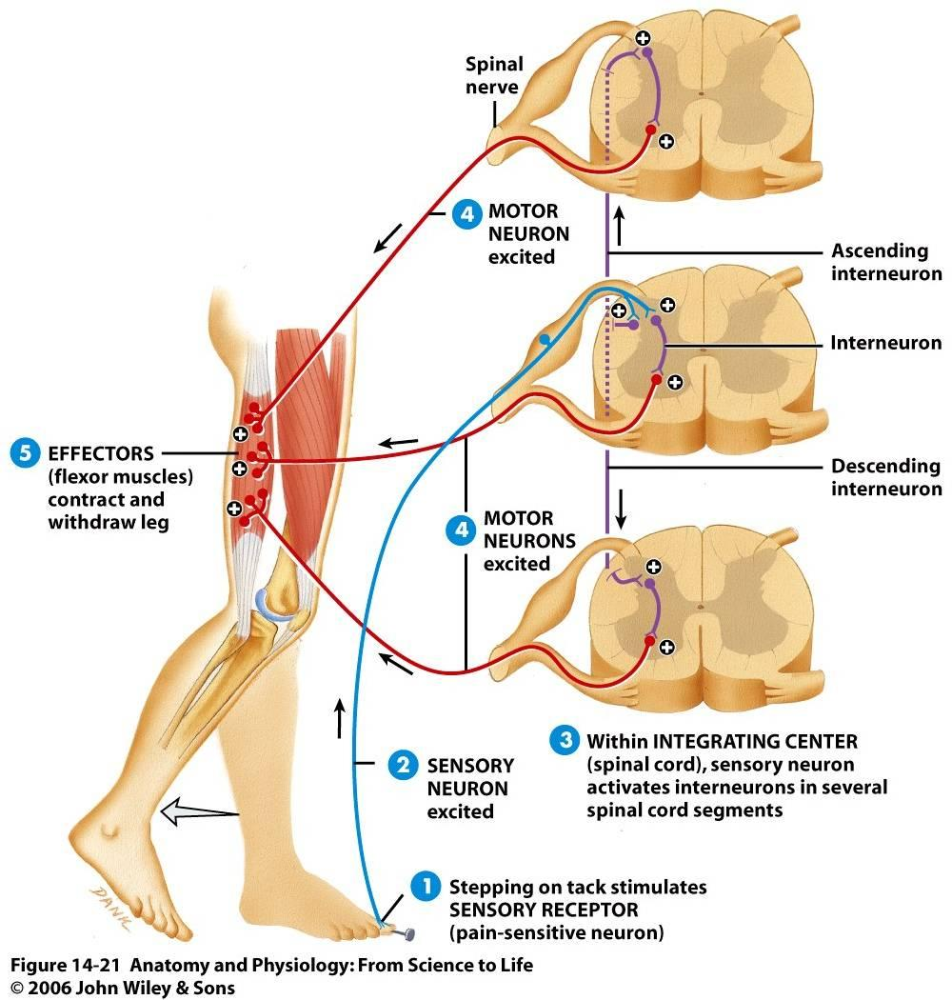 Spinal
nerve
4 MOTOR
NEURON
excited
Ascending
interneuron
Interneuron
5 EFFECTORS
(flexor muscles)
contract and
withdraw leg
Descending
interneuron
4 MOTOR
NEURONS
excited
3 Within INTEGRATING CENTER
(spinal cord), sensory neuron
activates interneurons in several
spinal cord segments
2 SENSORY
NEURON
excited
1 Stepping on tack stimulates
SENSORY RECEPTOR
(pain-sensitive neuron)
DANK
Figure 14-21 Anatomy and Physiology: From Science to Life
© 2006 John Wiley & Sons